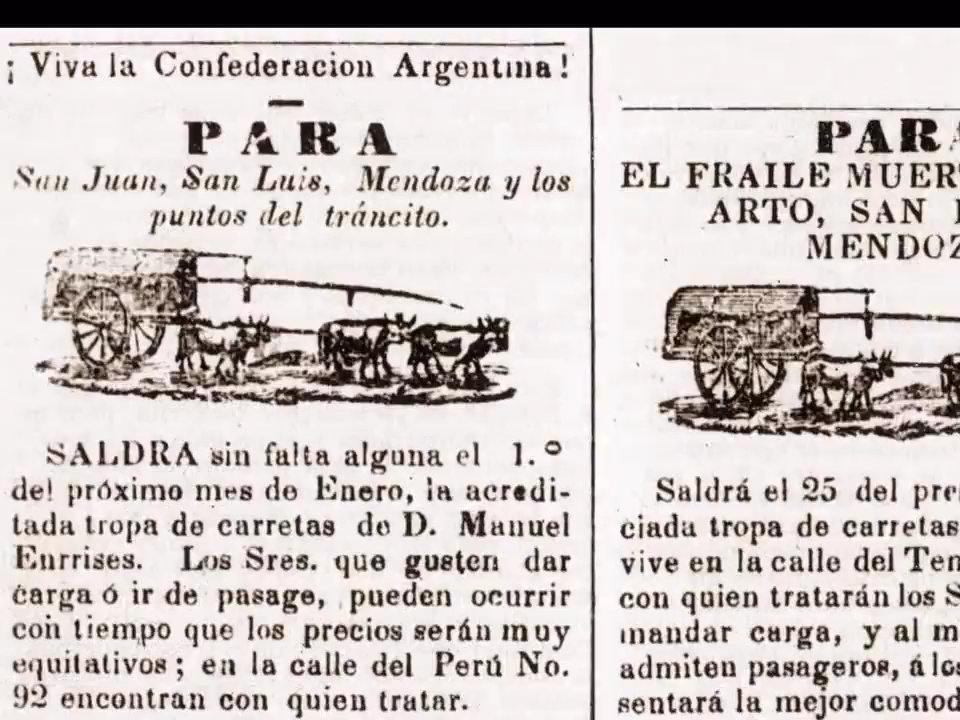 ¡ Viva la Confederacion Argentina!
PARA
San Juan, San Luis, Mendoza y los
puntos del tráncito.
SALDRA sin falta alguna el 1.º
del próximo mes de Enero, la acredi-
tada tropa de carretas de D. Manuel
Enrrises. Los Sres. que gusten dar
carga ó ir de pasage, pueden ocurrir
con tiempo que los precios serán muy
equitativos; en la calle del Perú No.
92 encontran con quien tratar.
PARA
EL FRAILE MUER
ARTO, SAN
MENDOZ
Saldrá el 25 del pre
ciada tropa de carretas
vive en la calle del Ten
con quien tratarán los S
mandar carga, y al m
admiten pasageros, á los
sentará la mejor comod